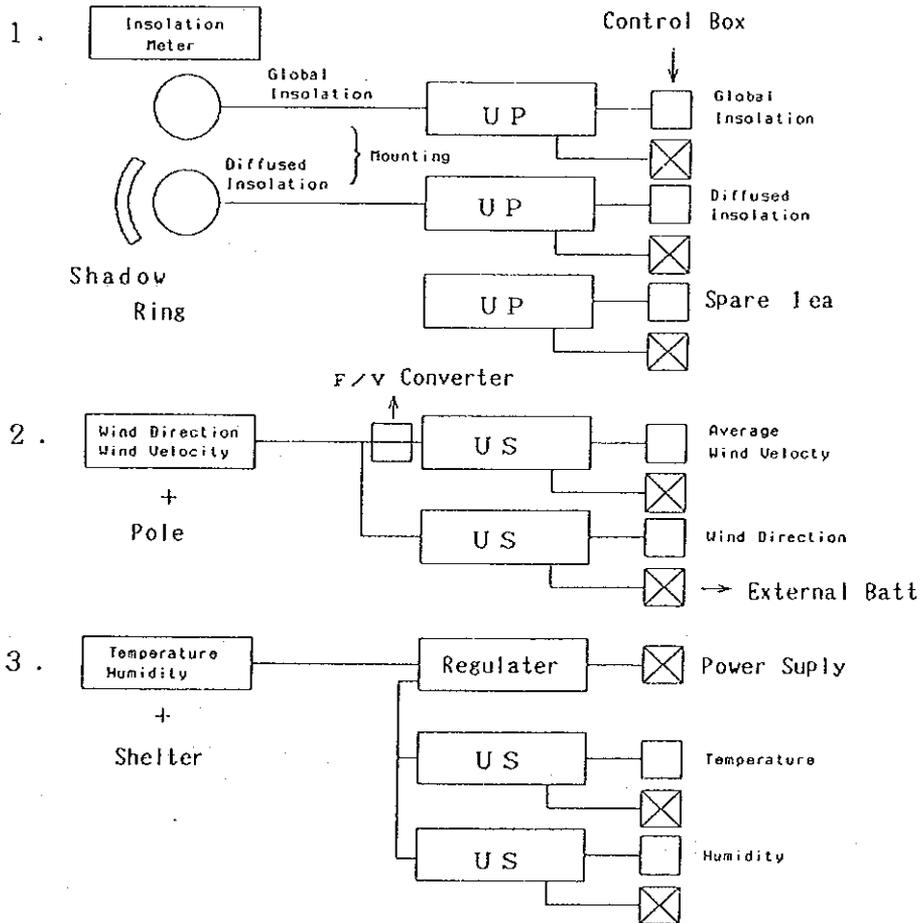 1.
Insolation
Meter
Control Box
Global
Insolation
UP
Global
Insolation
Diffused
Insolation
Mounting
UP
Diffused
Insolation
Shadow
Ring
UP
Spare 1ea
F/V Converter
2.
Wind Direction
Wind Velocity
+
Pole
US
Average
Wind Velocty
US
Wind Direction
External Batt
3.
Temperature
Humidity
+
Shelter
Regulater
Power Suply
US
Temperature
US
Humidity